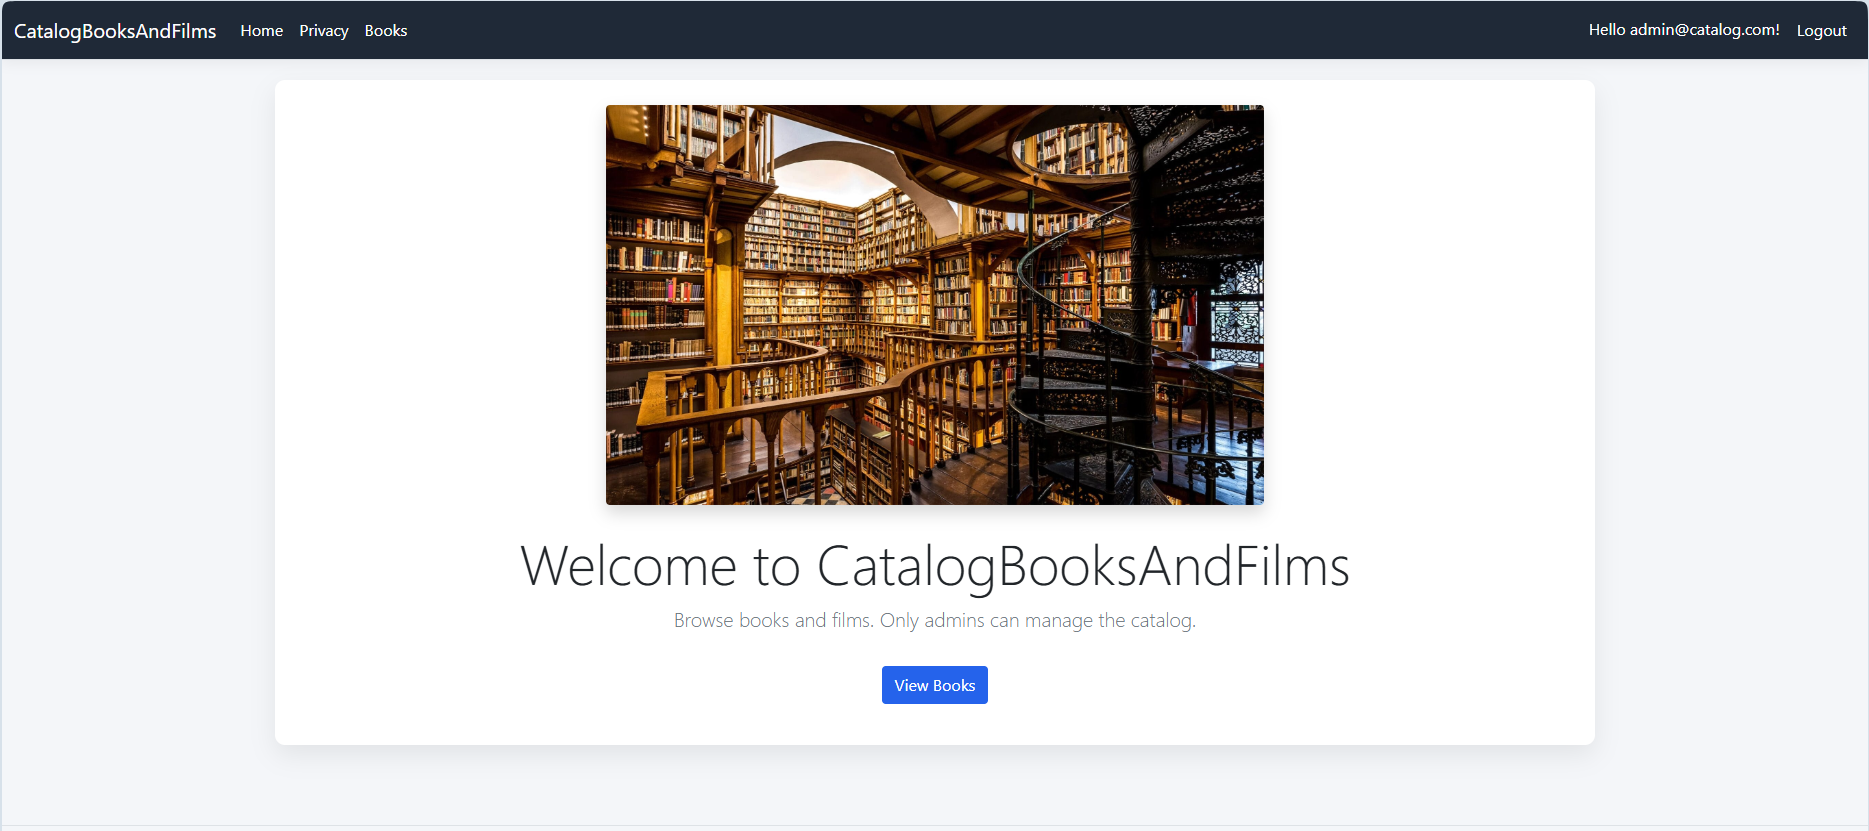 CatalogBooksAndFilms Home Privacy Books Hello admin@catalog.com! Logout
Welcome to CatalogBooksAndFilms
Browse books and films. Only admins can manage the catalog.
View Books